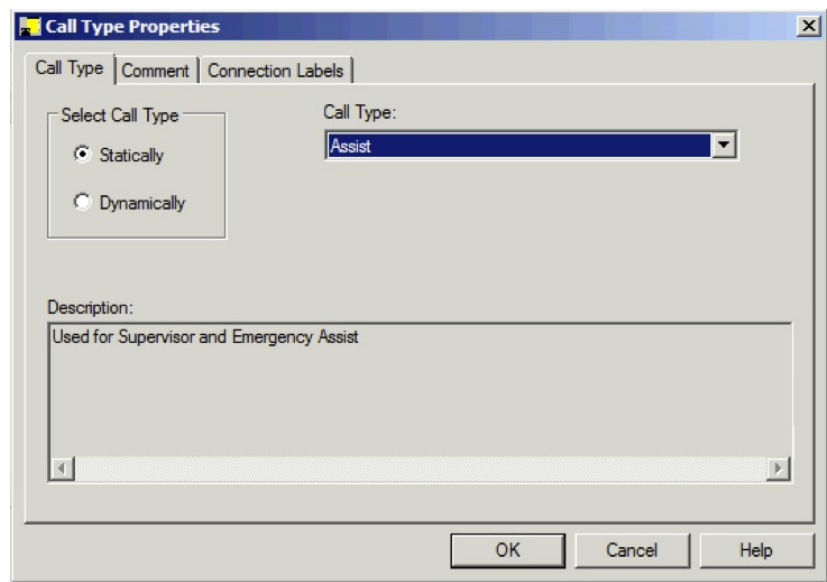 Call Type Properties
Call Type
Comment
Connection Labels
Select Call Type
Statically
Dynamically
Call Type:
Assist
Description:
Used for Supervisor and Emergency Assist
OK
Cancel
Help